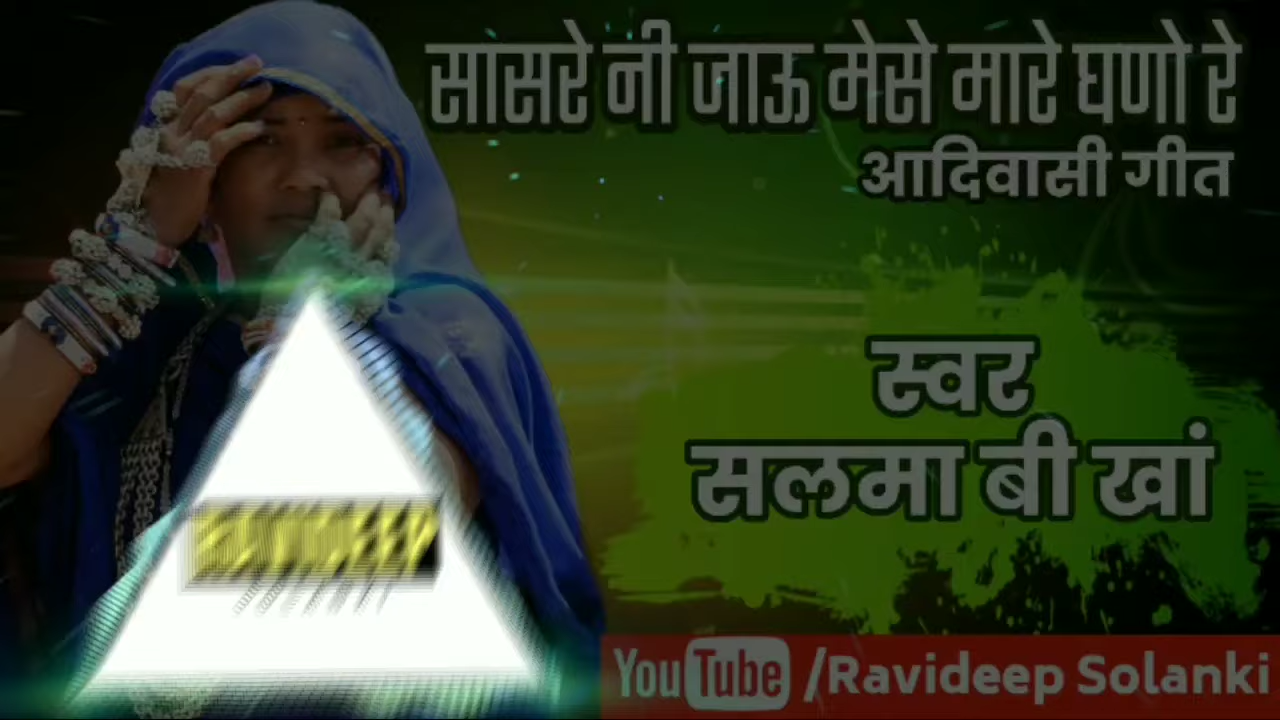 सासरे नी जाऊ मेसे मारे घणो रे
आदिवासी गीत
स्वर
सलमा बी खां
YouTube /Ravideep Solanki